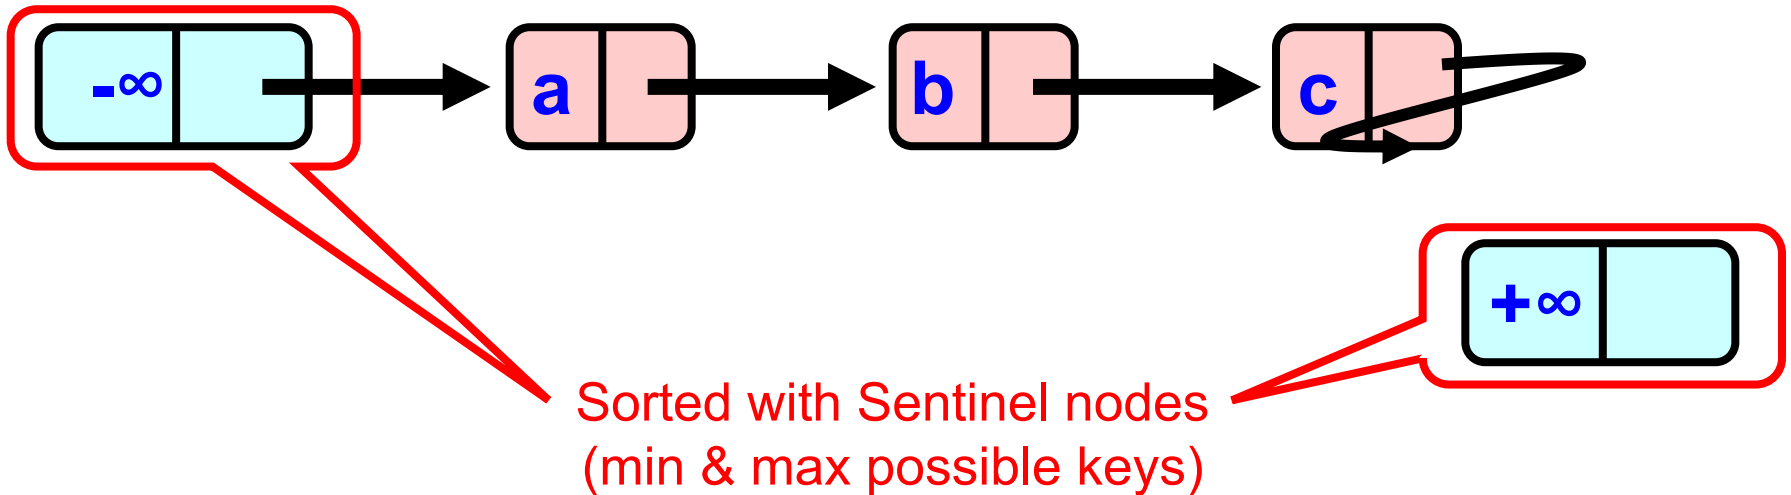 -∞ a b c
+∞
Sorted with Sentinel nodes
(min & max possible keys)